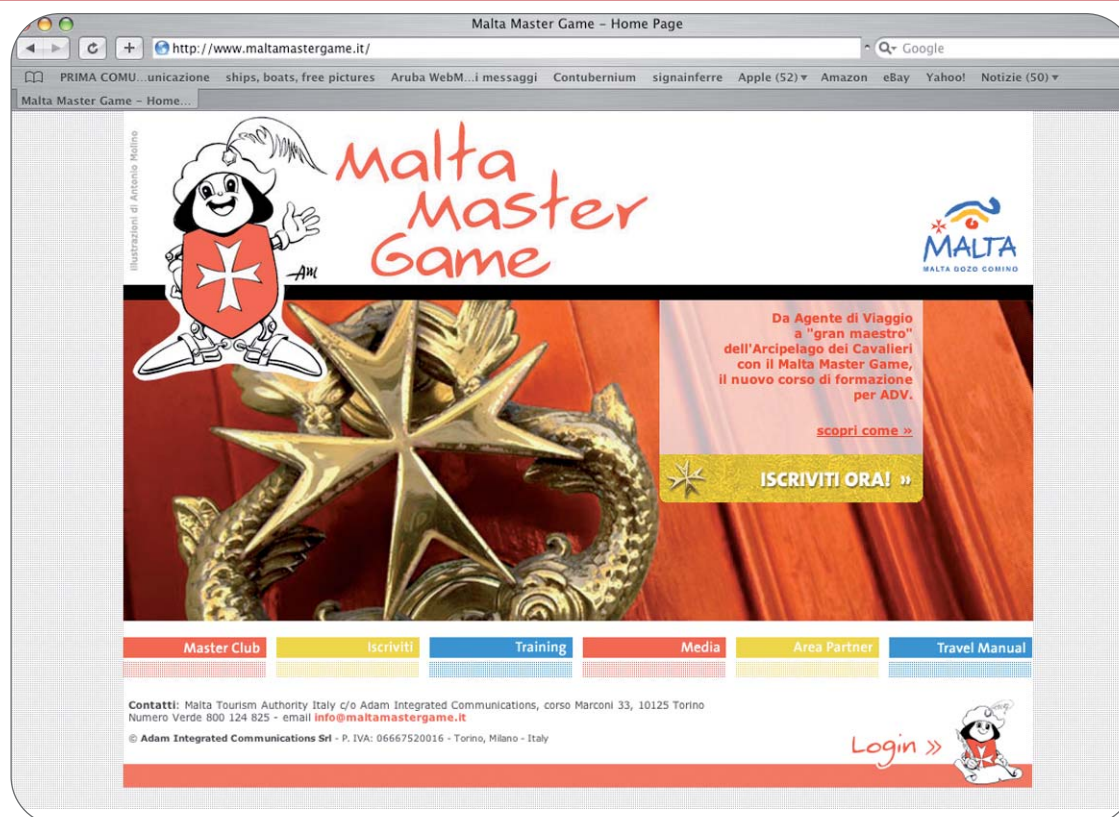 Malta Master Game – Home Page
http://www.maltamastergame.it/
Google
PRIMA COMU...unicazione ships, boats, free pictures Aruba WebM...i messaggi Contubernium signainferre Apple (52) Amazon eBay Yahoo! Notizie (50)
Malta Master Game – Home...
illustrazioni di Antonio Molino
AM
Malta
Master
Game
MALTA
MALTA GOZO COMINO
Da Agente di Viaggio
a "gran maestro"
dell'Arcipelago dei Cavalieri
con il Malta Master Game,
il nuovo corso di formazione
per ADV.
scopri come »
ISCRIVITI ORA! »
Master Club Iscriviti Training Media Area Partner Travel Manual
Contatti: Malta Tourism Authority Italy c/o Adam Integrated Communications, corso Marconi 33, 10125 Torino
Numero Verde 800 124 825 - email info@maltamastergame.it
© Adam Integrated Communications Srl - P. IVA: 06667520016 - Torino, Milano - Italy
Login »